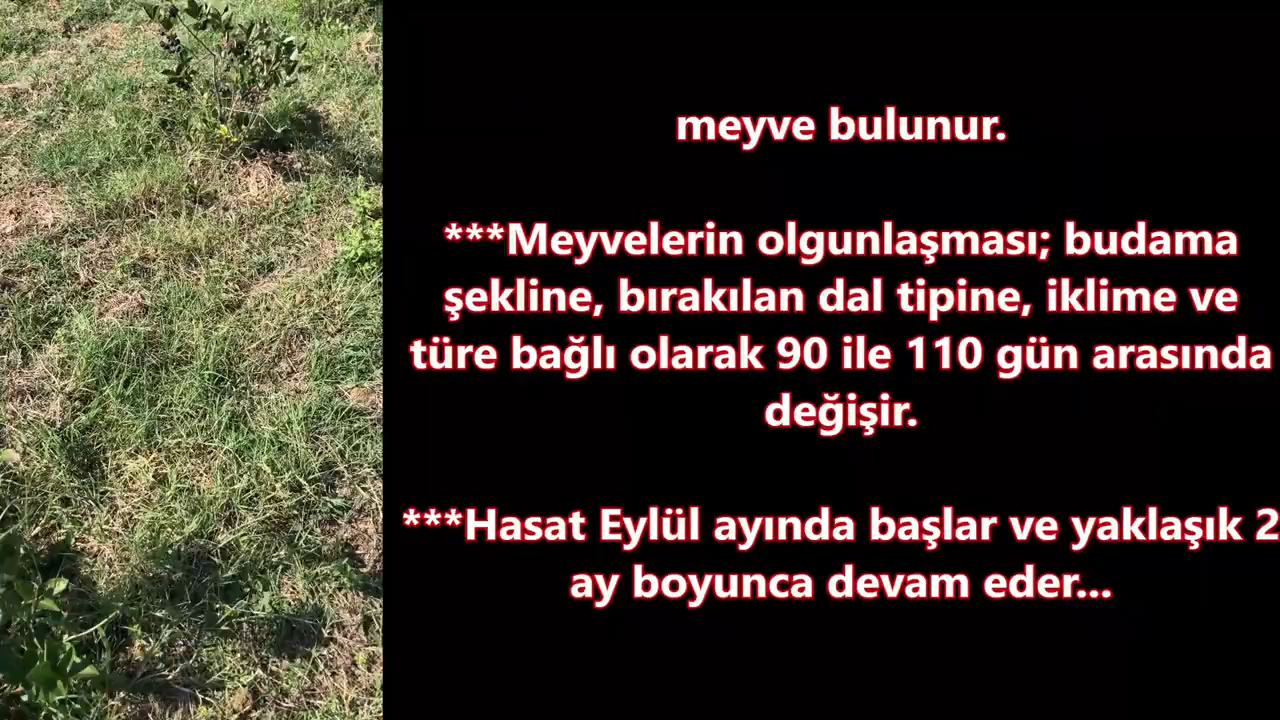 meyve bulunur.
***Meyvelerin olgunlaşması; budama
şekline, bırakılan dal tipine, iklime ve
türe bağlı olarak 90 ile 110 gün arasında
değişir.
***Hasat Eylül ayında başlar ve yaklaşık 2
ay boyunca devam eder...